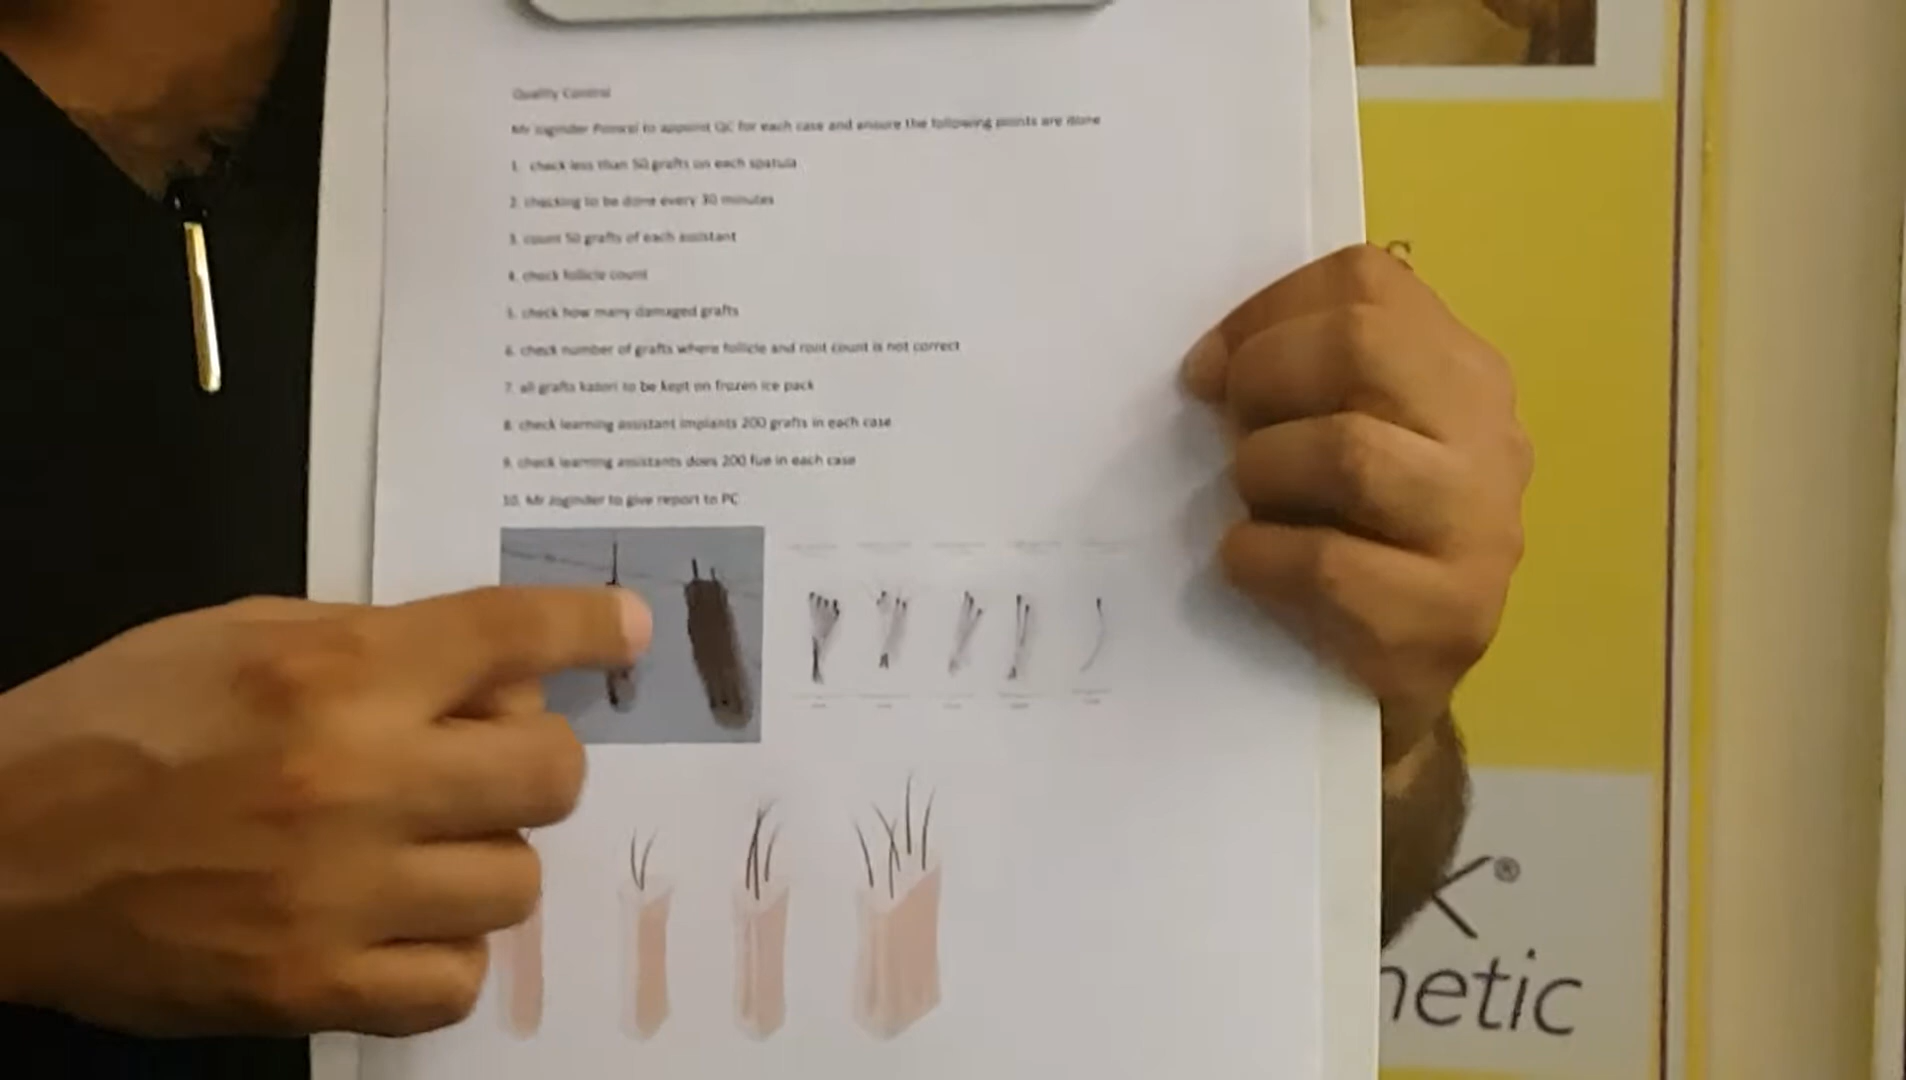 Quality Control
Mr Joginder to appoint QC for each case and ensure the following points are done
1. check less than 50 grafts on each spatula
2. checking to be done every 30 minutes
3. count 50 grafts of each assistant
4. check follicle count
5. check how many damaged grafts
6. check number of grafts where follicle and root count is not correct
7. all grafts katori to be kept on frozen ice pack
8. check learning assistant implants 200 grafts in each case
9. check learning assistants does 200 fue in each case
10. Mr Joginder to give report to PC
S
K®
netic